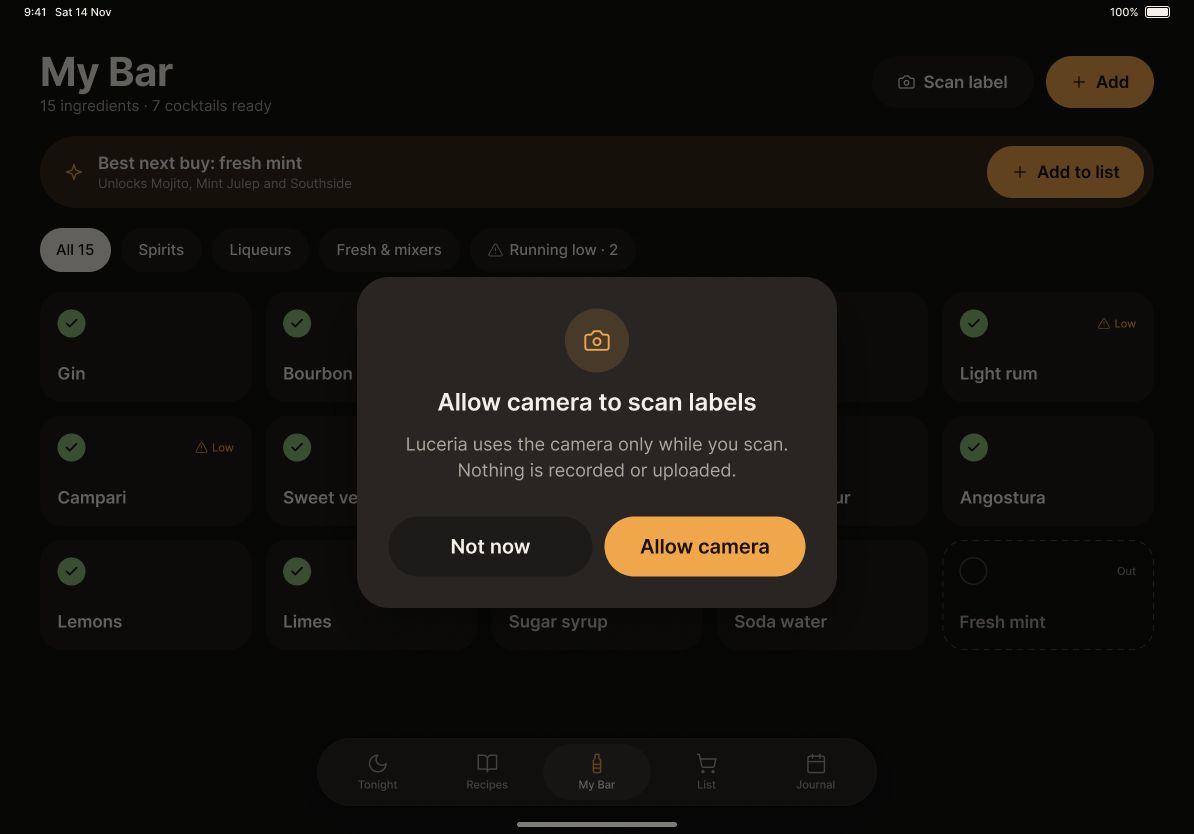 9:41 Sat 14 Nov
100%
My Bar
15 ingredients · 7 cocktails ready
Scan label
Add
Best next buy: fresh mint
Unlocks Mojito, Mint Julep and Southside
Add to list
All 15
Spirits
Liqueurs
Fresh & mixers
Running low · 2
Gin
Bourbon
Low
Light rum
Allow camera to scan labels
Luceria uses the camera only while you scan.
Nothing is recorded or uploaded.
Not now
Allow camera
Low
Campari
Sweet ve
ur
Angostura
Lemons
Limes
Sugar syrup
Soda water
Out
Fresh mint
Tonight
Recipes
My Bar
List
Journal